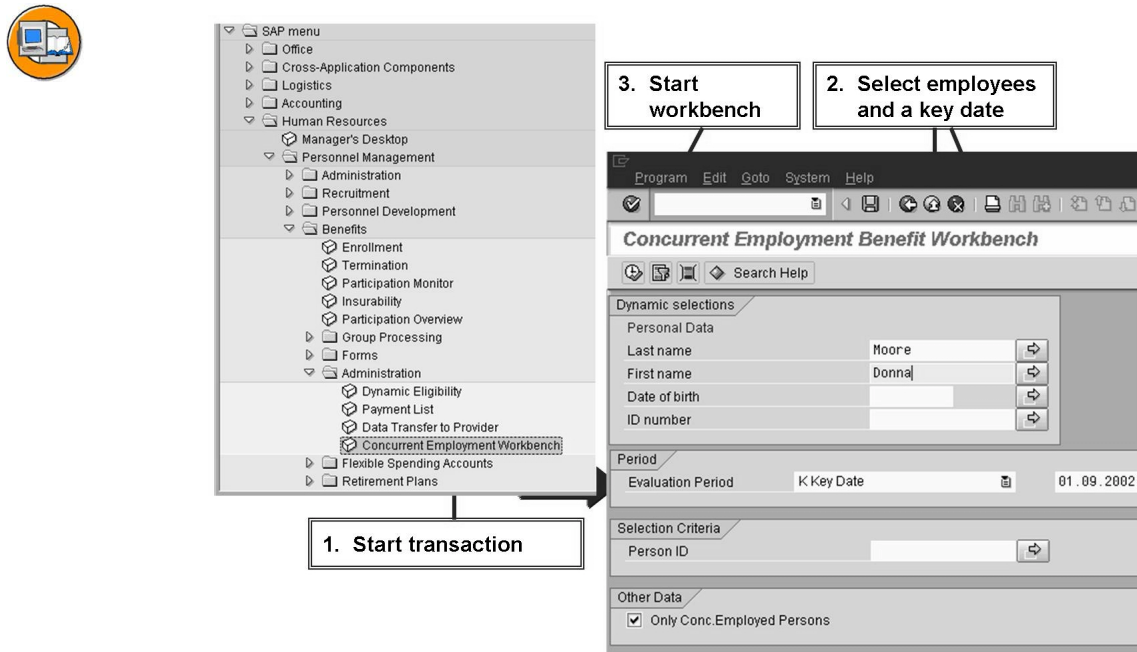 SAP menu
Office
Cross-Application Components
Logistics
Accounting
Human Resources
Manager's Desktop
Personnel Management
Administration
Recruitment
Personnel Development
Benefits
Enrollment
Termination
Participation Monitor
Insurability
Participation Overview
Group Processing
Forms
Administration
Dynamic Eligibility
Payment List
Data Transfer to Provider
Concurrent Employment Workbench
Flexible Spending Accounts
Retirement Plans
1. Start transaction
3. Start
workbench
2. Select employees
and a key date
Program Edit Goto System Help
Concurrent Employment Benefit Workbench
Search Help
Dynamic selections
Personal Data
Last name Moore
First name Donna
Date of birth
ID number
Period
Evaluation Period K Key Date 01.09.2002
Selection Criteria
Person ID
Other Data
Only Conc.Employed Persons